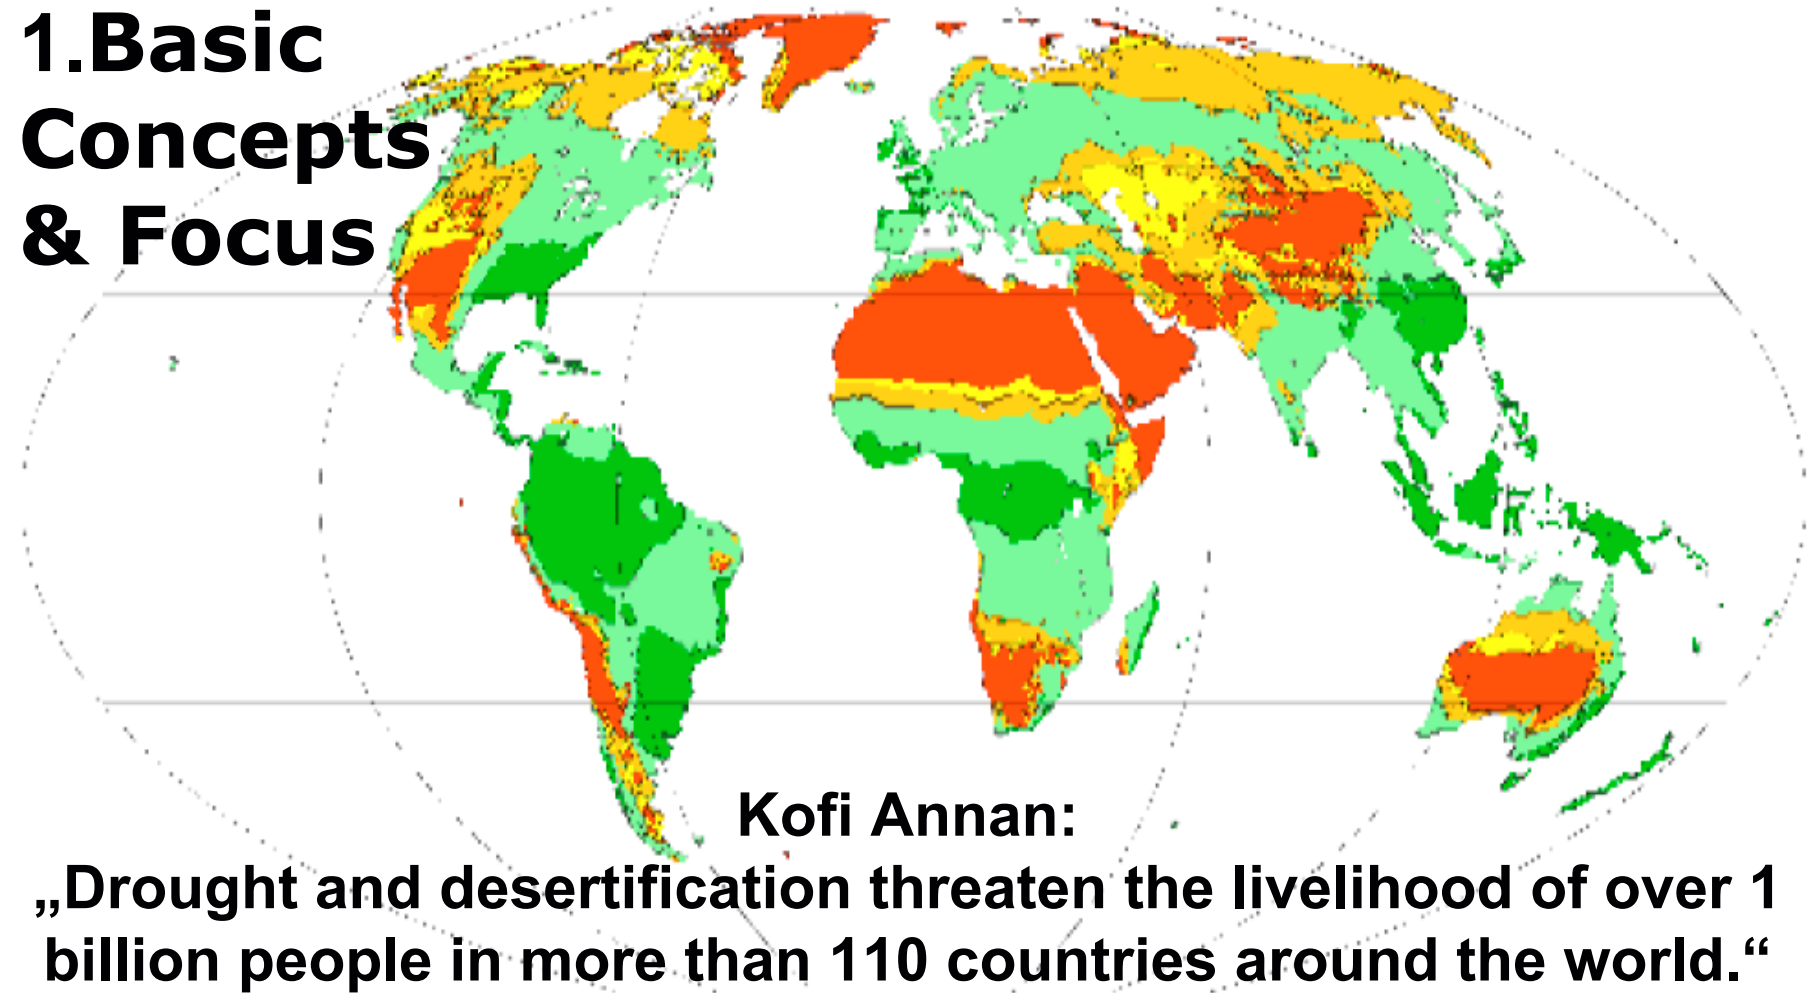 1.Basic
Concepts
& Focus
Kofi Annan:
„Drought and desertification threaten the livelihood of over 1
billion people in more than 110 countries around the world.“